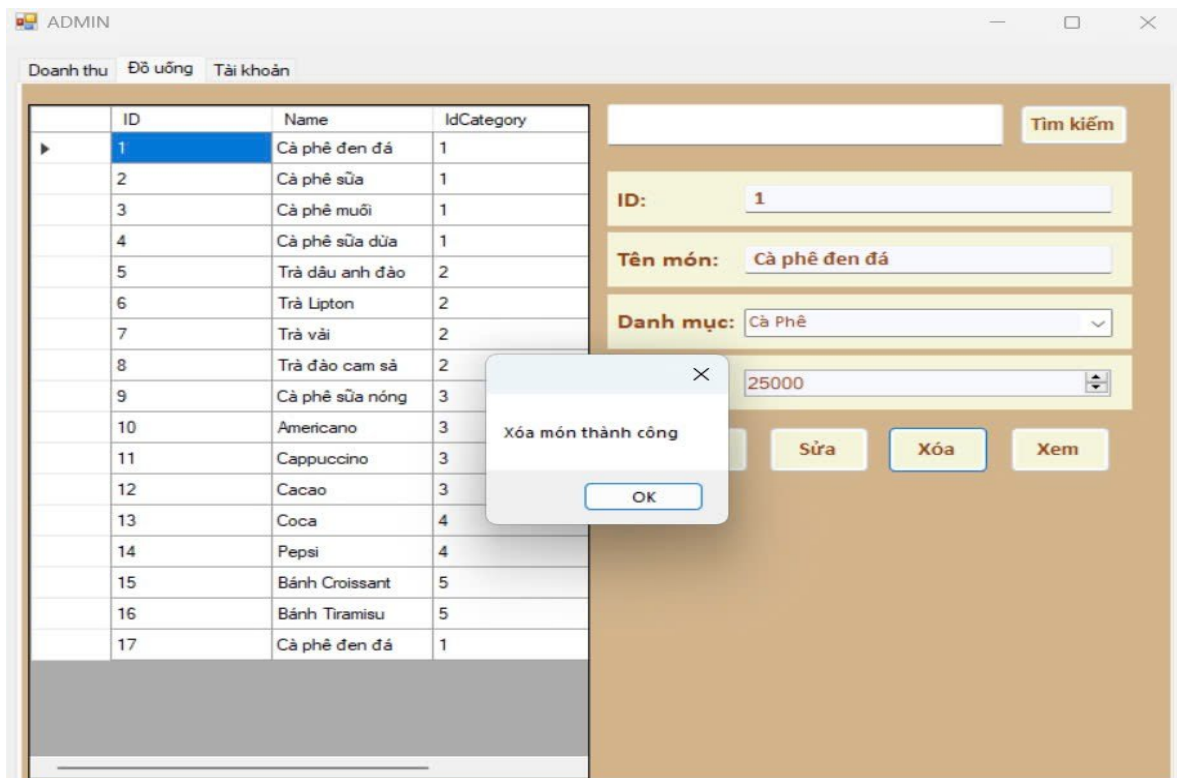 ADMIN
Doanh thu Đồ uống Tài khoản
ID Name IdCategory
1 Cà phê đen đá 1
2 Cà phê sữa 1
3 Cà phê muối 1
4 Cà phê sữa dừa 1
5 Trà dâu anh đào 2
6 Trà Lipton 2
7 Trà vải 2
8 Trà đào cam sả 2
9 Cà phê sữa nóng 3
10 Americano 3
11 Cappuccino 3
12 Cacao 3
13 Coca 4
14 Pepsi 4
15 Bánh Croissant 5
16 Bánh Tiramisu 5
17 Cà phê đen đá 1
Tìm kiếm
ID: 1
Tên món: Cà phê đen đá
Danh mục: Cà Phê
25000
Sửa Xóa Xem
Xóa món thành công
OK